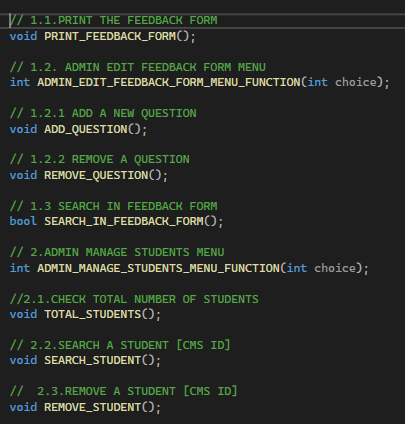 // 1.1.PRINT THE FEEDBACK FORM
void PRINT_FEEDBACK_FORM();
// 1.2. ADMIN EDIT FEEDBACK FORM MENU
int ADMIN_EDIT_FEEDBACK_FORM_MENU_FUNCTION(int choice);
// 1.2.1 ADD A NEW QUESTION
void ADD_QUESTION();
// 1.2.2 REMOVE A QUESTION
void REMOVE_QUESTION();
// 1.3 SEARCH IN FEEDBACK FORM
bool SEARCH_IN_FEEDBACK_FORM();
// 2.ADMIN MANAGE STUDENTS MENU
int ADMIN_MANAGE_STUDENTS_MENU_FUNCTION(int choice);
//2.1.CHECK TOTAL NUMBER OF STUDENTS
void TOTAL_STUDENTS();
// 2.2.SEARCH A STUDENT [CMS ID]
void SEARCH_STUDENT();
//  2.3.REMOVE A STUDENT [CMS ID]
void REMOVE_STUDENT();